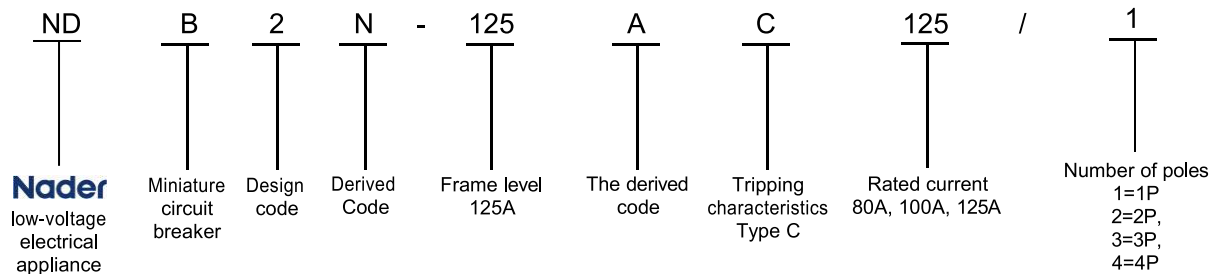 ND B 2 N - 125 A C 125 / 1
Nader
low-voltage
electrical
appliance
Miniature
circuit
breaker
Design
code
Derived
Code
Frame level
125A
The derived
code
Tripping
characteristics
Type C
Rated current
80A, 100A, 125A
Number of poles
1=1P
2=2P,
3=3P,
4=4P